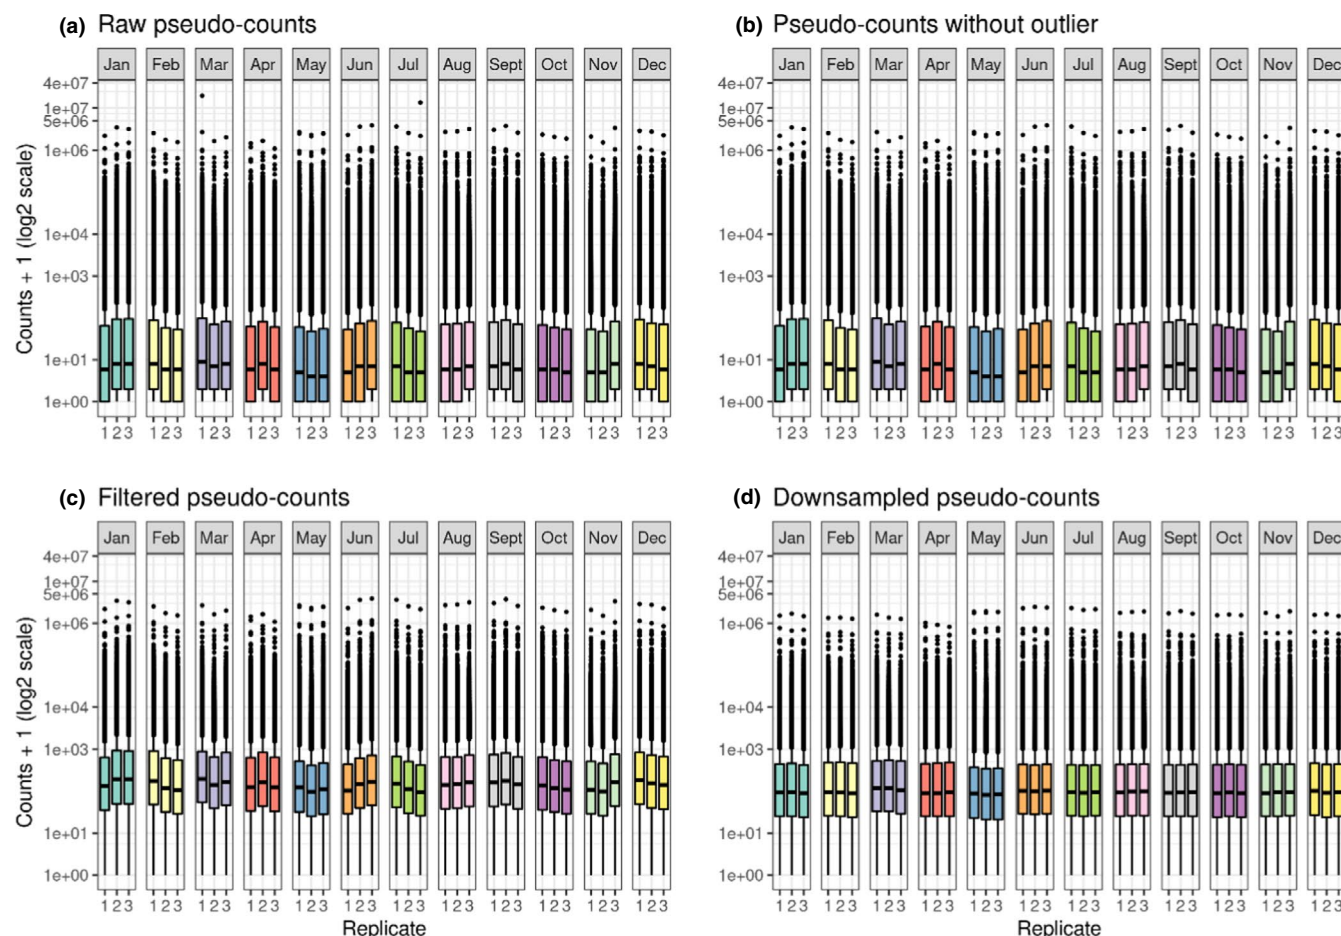 (a) Raw pseudo-counts
Jan Feb Mar Apr May Jun Jul Aug Sept Oct Nov Dec
4e+07
1e+07
5e+06
1e+06
1e+04
1e+03
1e+01
1e+00
Counts + 1 (log2 scale)
1 2 3 1 2 3 1 2 3 1 2 3 1 2 3 1 2 3 1 2 3 1 2 3 1 2 3 1 2 3 1 2 3 1 2 3
(b) Pseudo-counts without outlier
Jan Feb Mar Apr May Jun Jul Aug Sept Oct Nov Dec
4e+07
1e+07
5e+06
1e+06
1e+04
1e+03
1e+01
1e+00
1 2 3 1 2 3 1 2 3 1 2 3 1 2 3 1 2 3 1 2 3 1 2 3 1 2 3 1 2 3 1 2 3 1 2 3
(c) Filtered pseudo-counts
Jan Feb Mar Apr May Jun Jul Aug Sept Oct Nov Dec
4e+07
1e+07
5e+06
1e+06
1e+04
1e+03
1e+01
1e+00
Counts + 1 (log2 scale)
1 2 3 1 2 3 1 2 3 1 2 3 1 2 3 1 2 3 1 2 3 1 2 3 1 2 3 1 2 3 1 2 3 1 2 3
Replicate
(d) Downsampled pseudo-counts
Jan Feb Mar Apr May Jun Jul Aug Sept Oct Nov Dec
4e+07
1e+07
5e+06
1e+06
1e+04
1e+03
1e+01
1e+00
1 2 3 1 2 3 1 2 3 1 2 3 1 2 3 1 2 3 1 2 3 1 2 3 1 2 3 1 2 3 1 2 3 1 2 3
Replicate